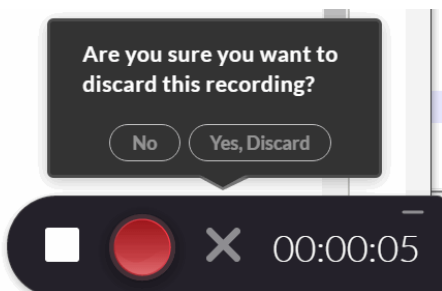 Are you sure you want to
discard this recording?
No
Yes, Discard
00:00:05